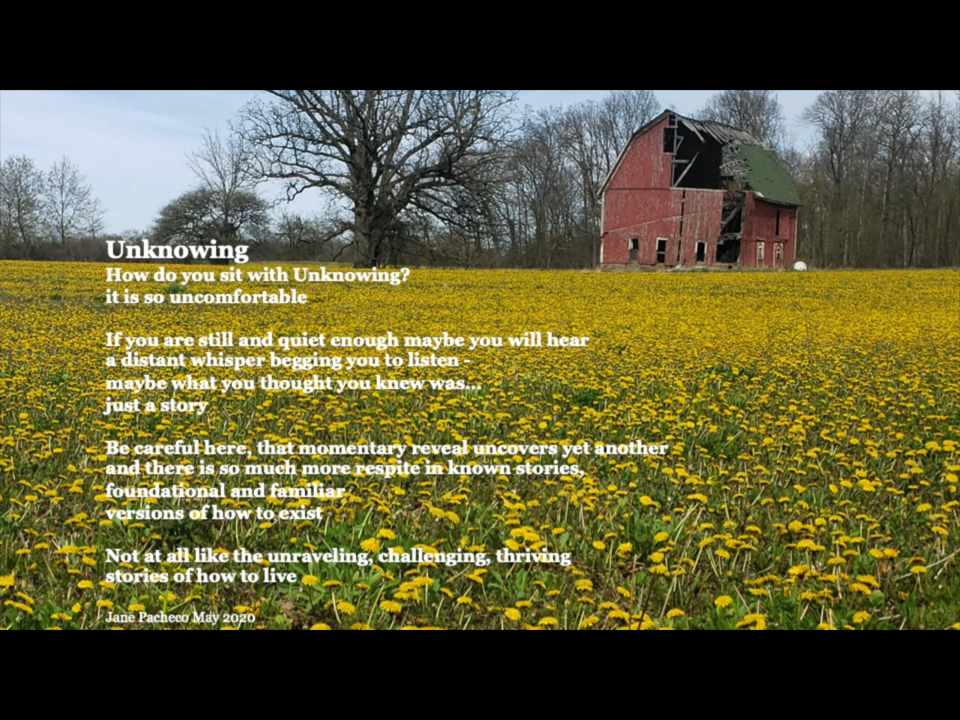 Unknowing
How do you sit with Unknowing?
it is so uncomfortable
If you are still and quiet enough maybe you will hear
a distant whisper begging you to listen -
maybe what you thought you knew was...
just a story
Be careful here, that momentary reveal uncovers yet another
and there is so much more respite in known stories,
foundational and familiar
versions of how to exist
Not at all like the unraveling, challenging, thriving
stories of how to live
Jane Pacheco May 2020